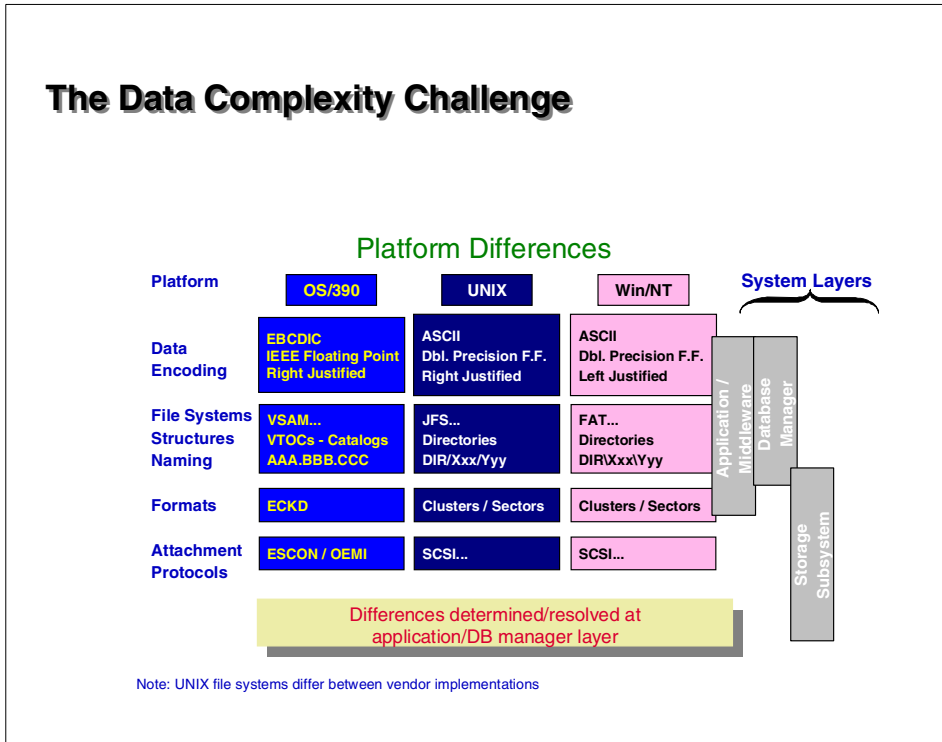 The Data Complexity Challenge
Platform Differences
Platform
OS/390
UNIX
Win/NT
System Layers
Data
Encoding
EBCDIC
IEEE Floating Point
Right Justified
ASCII
Dbl. Precision F.F.
Right Justified
ASCII
Dbl. Precision F.F.
Left Justified
File Systems
Structures
Naming
VSAM...
VTOCs - Catalogs
AAA.BBB.CCC
JFS...
Directories
DIR/Xxx/Yyy
FAT...
Directories
DIR\Xxx\Yyy
Formats
ECKD
Clusters / Sectors
Clusters / Sectors
Attachment
Protocols
ESCON / OEMI
SCSI...
SCSI...
Application /
Middleware
Database
Manager
Storage
Subsystem
Differences determined/resolved at
application/DB manager layer
Note: UNIX file systems differ between vendor implementations